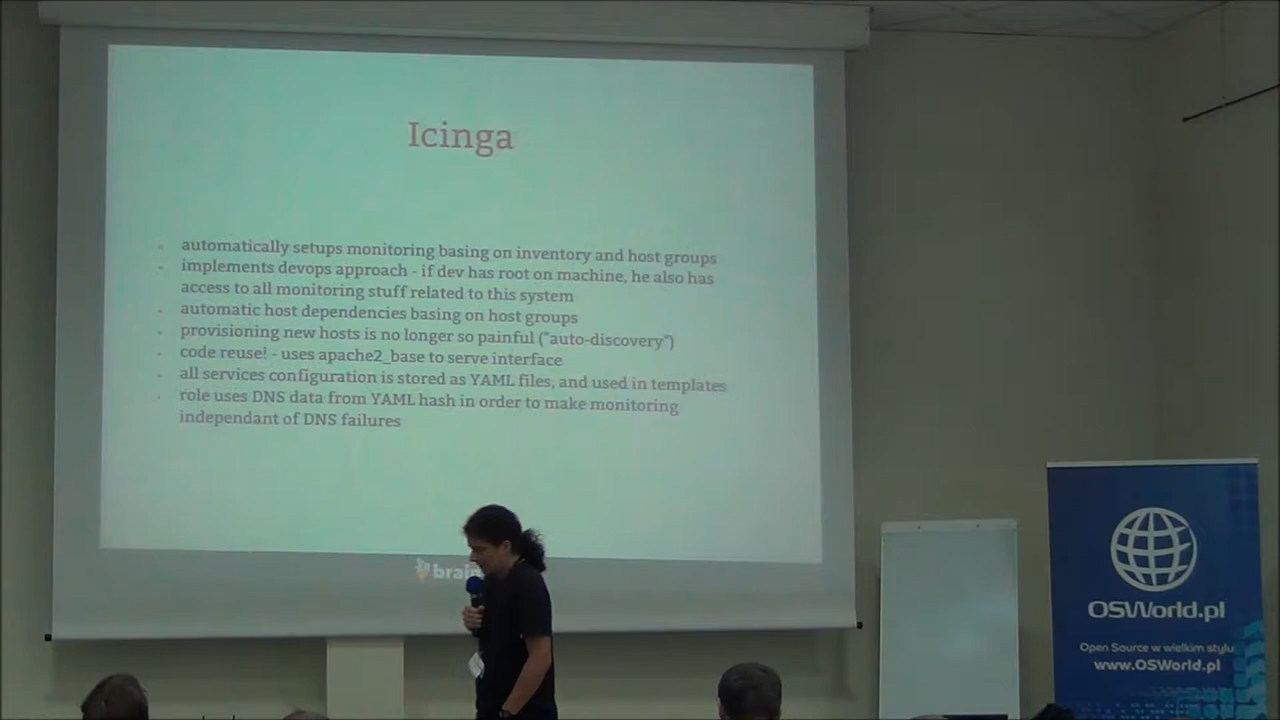 Icinga
automatically setups monitoring basing on inventory and host groups
implements devops approach - if dev has root on machine, he also has
access to all monitoring stuff related to this system
automatic host dependencies basing on host groups
provisioning new hosts is no longer so painful ("auto-discovery")
code reuse! - uses apache2_base to serve interface
all services configuration is stored as YAML files, and used in templates
role uses DNS data from YAML hash in order to make monitoring
independant of DNS failures
OSWorld.pl
Open Source w wielkim stylu
www.OSWorld.pl